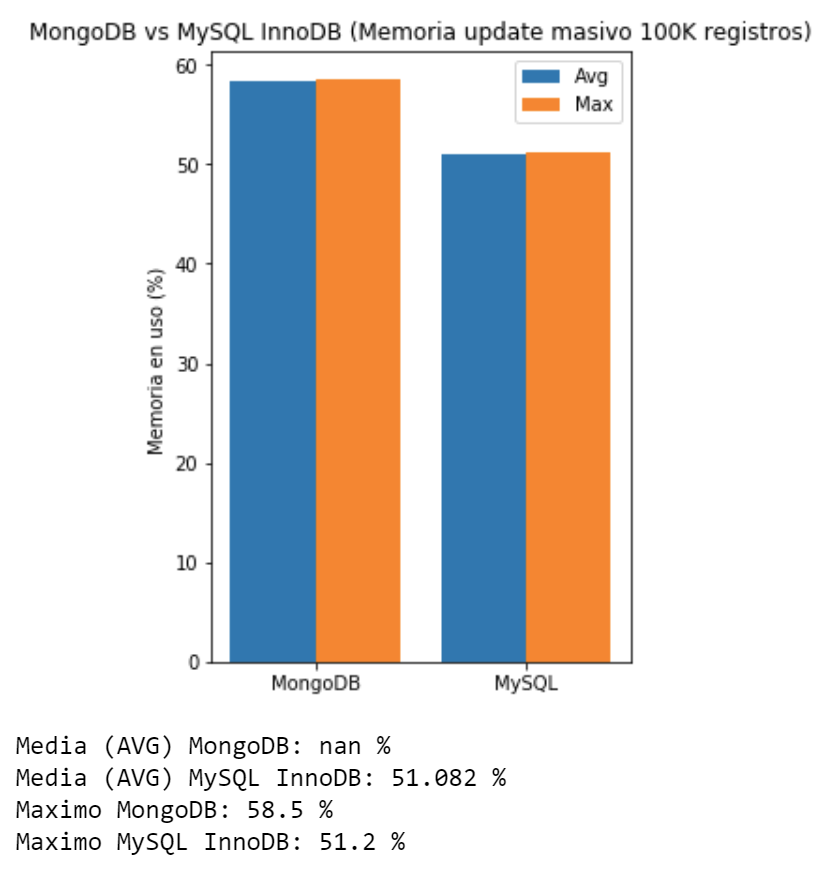 MongoDB vs MySQL InnoDB (Memoria update masivo 100K registros)
Avg
Max
60
50
40
30
20
10
0
Memoria en uso (%)
MongoDB
MySQL
Media (AVG) MongoDB: nan %
Media (AVG) MySQL InnoDB: 51.082 %
Maximo MongoDB: 58.5 %
Maximo MySQL InnoDB: 51.2 %